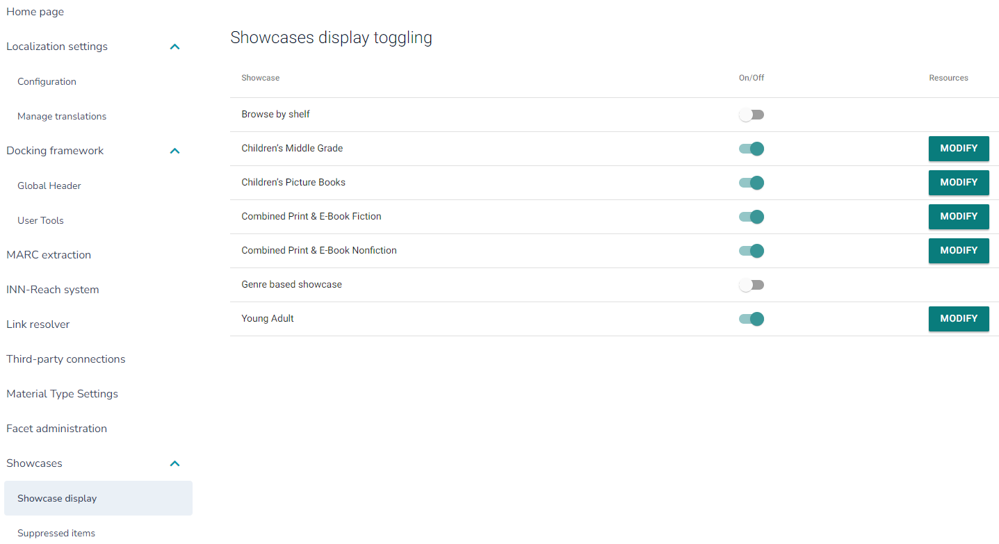 Home page
Localization settings
Configuration
Manage translations
Docking framework
Global Header
User Tools
MARC extraction
INN-Reach system
Link resolver
Third-party connections
Material Type Settings
Facet administration
Showcases
Showcase display
Suppressed items
Showcases display toggling
Showcase On/Off Resources
Browse by shelf
Children’s Middle Grade MODIFY
Children’s Picture Books MODIFY
Combined Print & E-Book Fiction MODIFY
Combined Print & E-Book Nonfiction MODIFY
Genre based showcase
Young Adult MODIFY